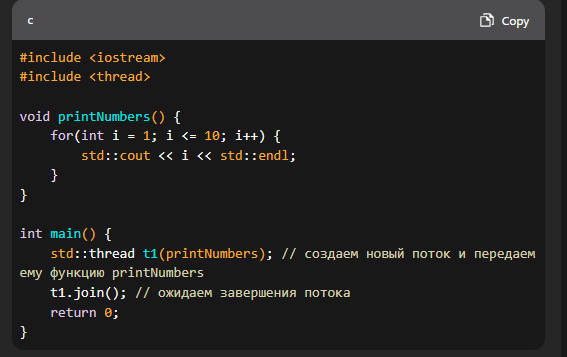 c
Copy
#include <iostream>
#include <thread>
void printNumbers() {
    for(int i = 1; i <= 10; i++) {
        std::cout << i << std::endl;
    }
}
int main() {
    std::thread t1(printNumbers); // создаем новый поток и передаем
ему функцию printNumbers
    t1.join(); // ожидаем завершения потока
    return 0;
}